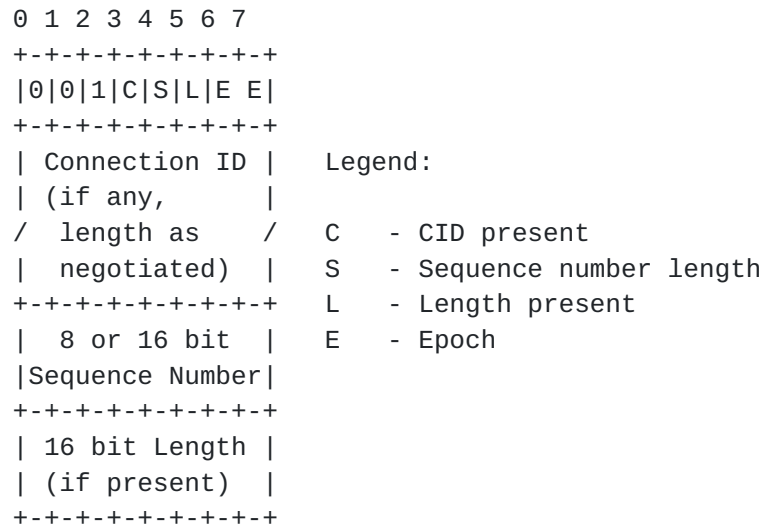 0 1 2 3 4 5 6 7
+-+-+-+-+-+-+-+-+
|0|0|1|C|S|L|E E|
+-+-+-+-+-+-+-+-+
| Connection ID |   Legend:
| (if any,      |
/  length as    /   C   - CID present
|  negotiated)  |   S   - Sequence number length
+-+-+-+-+-+-+-+-+   L   - Length present
|  8 or 16 bit  |   E   - Epoch
|Sequence Number|
+-+-+-+-+-+-+-+-+
| 16 bit Length |
| (if present)  |
+-+-+-+-+-+-+-+-+